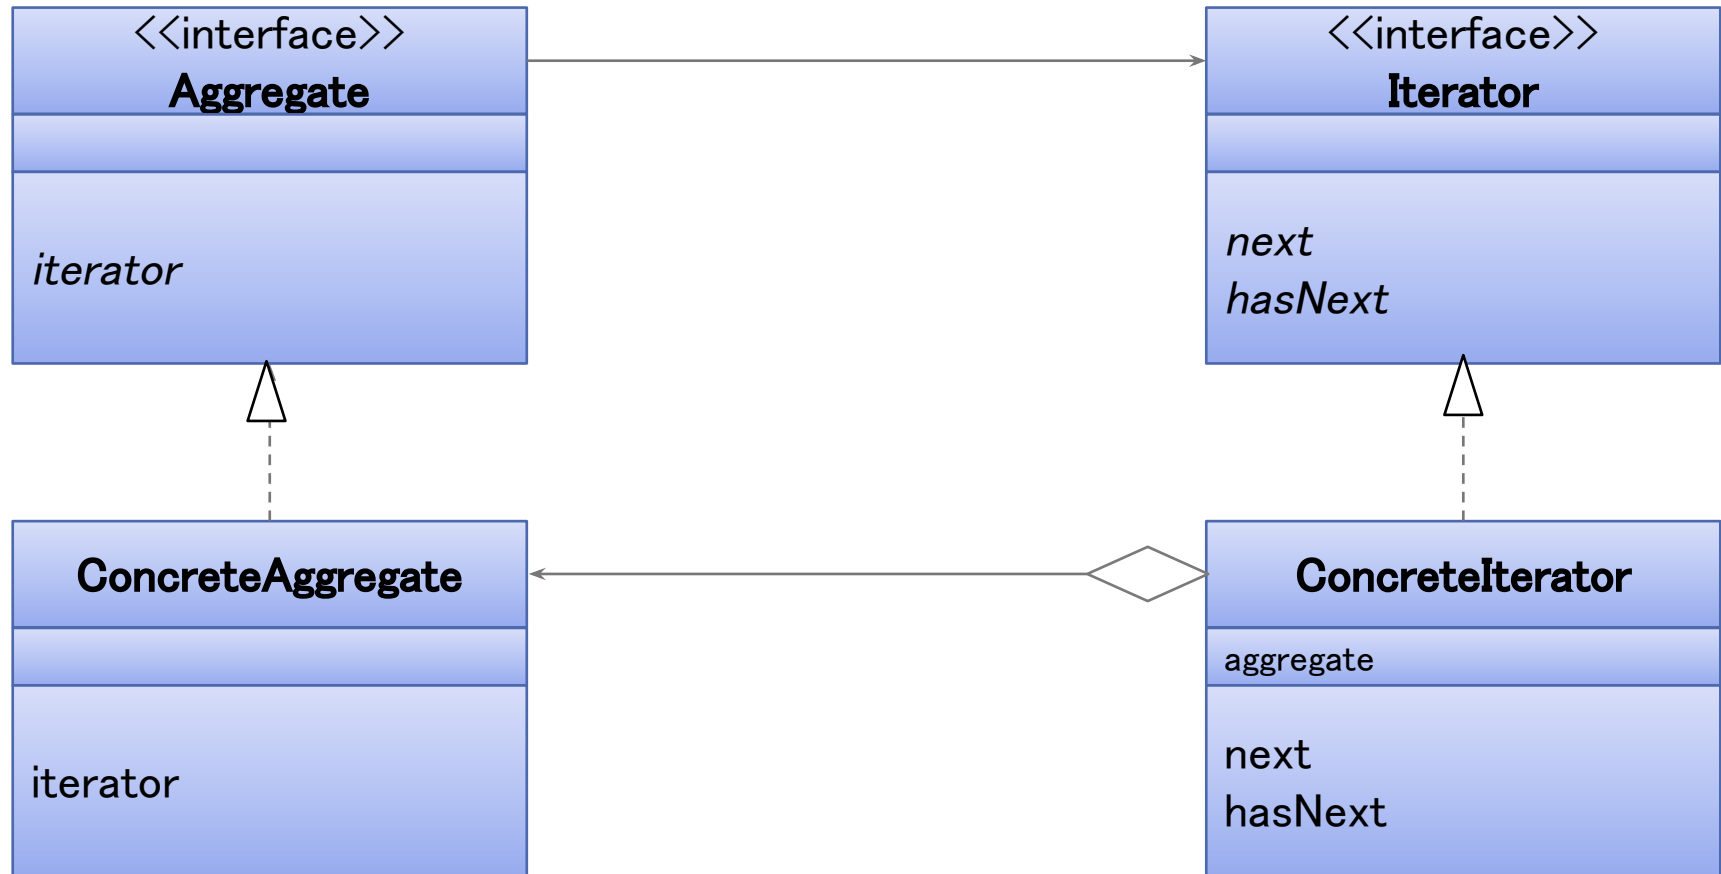 <<interface>>
Aggregate
iterator
<<interface>>
Iterator
next
hasNext
ConcreteAggregate
iterator
ConcreteIterator
aggregate
next
hasNext